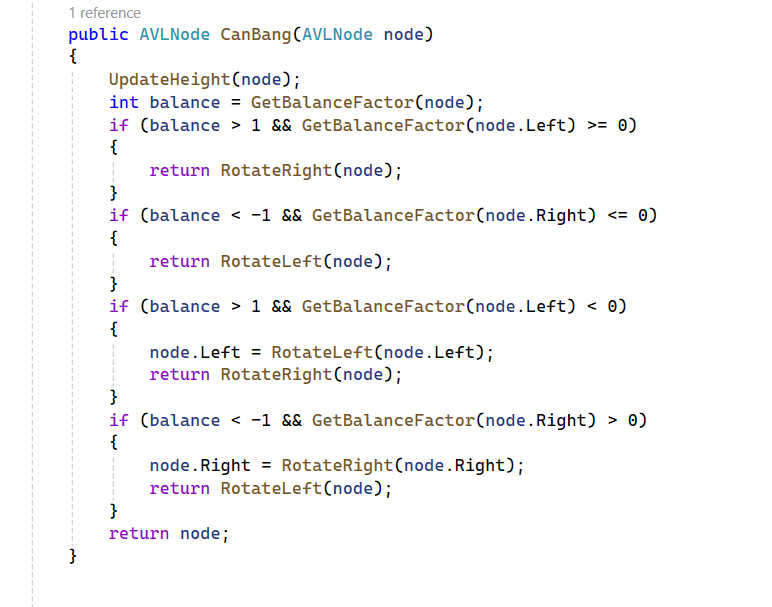 1 reference
public AVLNode CanBang(AVLNode node)
{
    UpdateHeight(node);
    int balance = GetBalanceFactor(node);
    if (balance > 1 && GetBalanceFactor(node.Left) >= 0)
    {
        return RotateRight(node);
    }
    if (balance < -1 && GetBalanceFactor(node.Right) <= 0)
    {
        return RotateLeft(node);
    }
    if (balance > 1 && GetBalanceFactor(node.Left) < 0)
    {
        node.Left = RotateLeft(node.Left);
        return RotateRight(node);
    }
    if (balance < -1 && GetBalanceFactor(node.Right) > 0)
    {
        node.Right = RotateRight(node.Right);
        return RotateLeft(node);
    }
    return node;
}